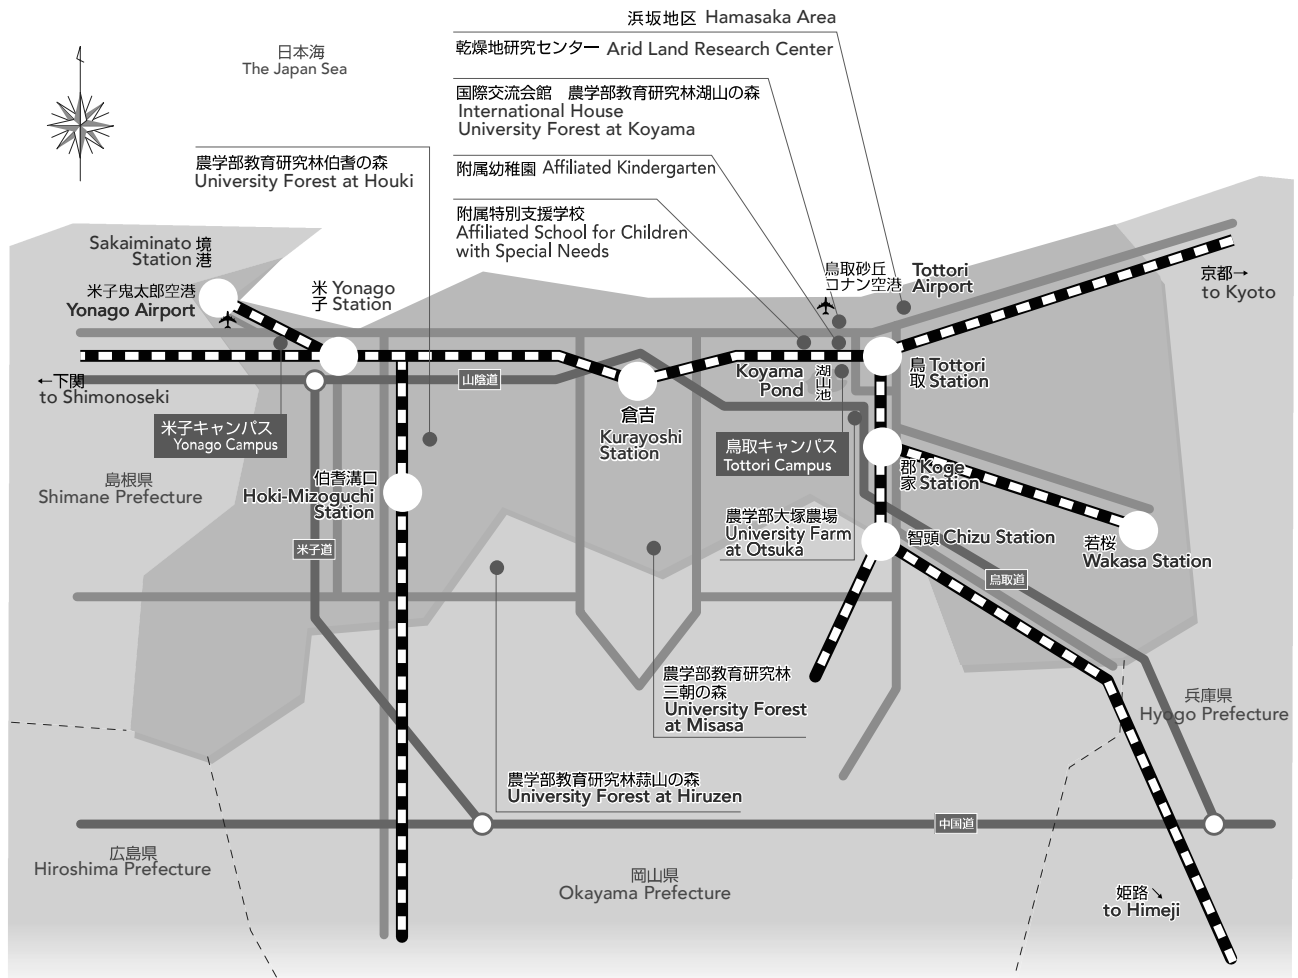 浜坂地区 Hamasaka Area
乾燥地研究センター Arid Land Research Center
日本海
The Japan Sea
国際交流会館　農学部教育研究林湖山の森
International House
University Forest at Koyama
農学部教育研究林伯耆の森
University Forest at Houki
附属幼稚園 Affiliated Kindergarten
附属特別支援学校
Affiliated School for Children
with Special Needs
Sakaiminato 境
Station 港
米子鬼太郎空港
Yonago Airport
米 Yonago
子 Station
鳥取砂丘
コナン空港
Tottori
Airport
京都→
to Kyoto
←下関
to Shimonoseki
山陰道
Koyama
Pond
湖山池
鳥 Tottori
取 Station
米子キャンパス
Yonago Campus
倉吉
Kurayoshi
Station
鳥取キャンパス
Tottori Campus
郡 Koge
家 Station
島根県
Shimane Prefecture
伯耆溝口
Hoki-Mizoguchi
Station
農学部大塚農場
University Farm
at Otsuka
智頭 Chizu Station
若桜
Wakasa Station
米子道
鳥取道
農学部教育研究林
三朝の森
University Forest
at Misasa
兵庫県
Hyogo Prefecture
農学部教育研究林蒜山の森
University Forest at Hiruzen
中国道
広島県
Hiroshima Prefecture
岡山県
Okayama Prefecture
姫路↘
to Himeji